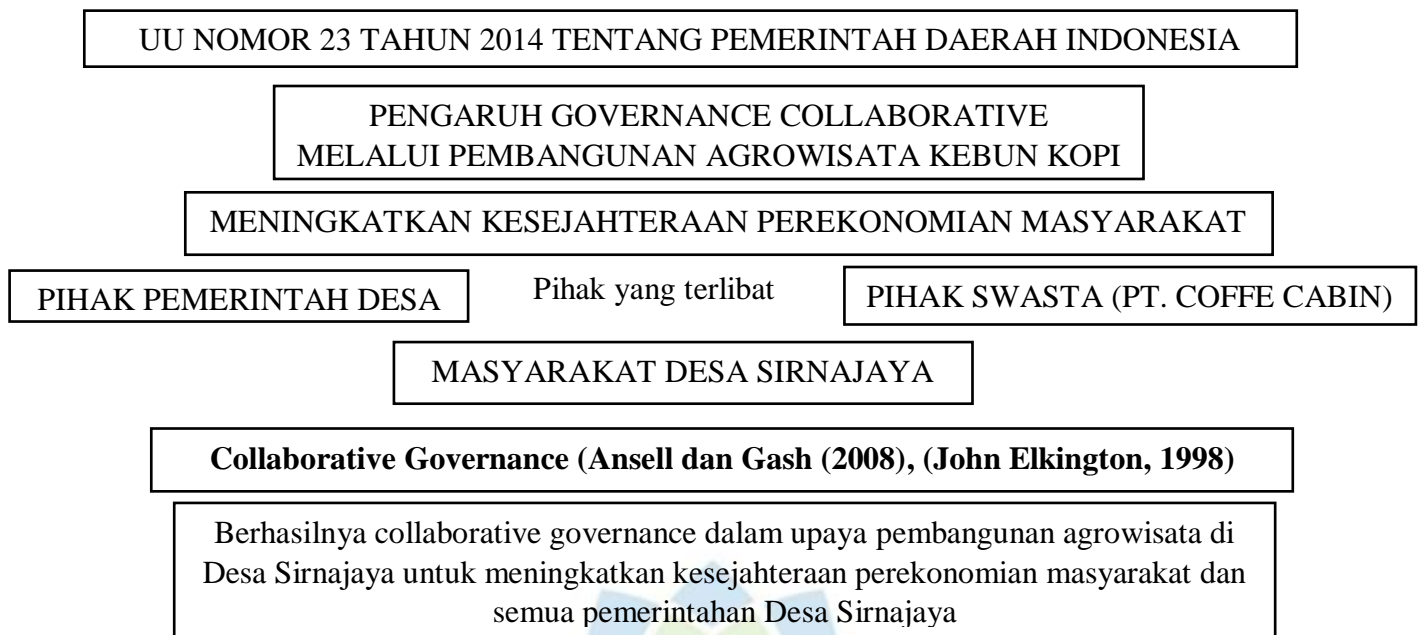 UU NOMOR 23 TAHUN 2014 TENTANG PEMERINTAH DAERAH INDONESIA
PENGARUH GOVERNANCE COLLABORATIVE
MELALUI PEMBANGUNAN AGROWISATA KEBUN KOPI
MENINGKATKAN KESEJAHTERAAN PEREKONOMIAN MASYARAKAT
PIHAK PEMERINTAH DESA
Pihak yang terlibat
PIHAK SWASTA (PT. COFFE CABIN)
MASYARAKAT DESA SIRNAJAYA
Collaborative Governance (Ansell dan Gash (2008), (John Elkington, 1998)
Berhasilnya collaborative governance dalam upaya pembangunan agrowisata di
Desa Sirnajaya untuk meningkatkan kesejahteraan perekonomian masyarakat dan
semua pemerintahan Desa Sirnajaya